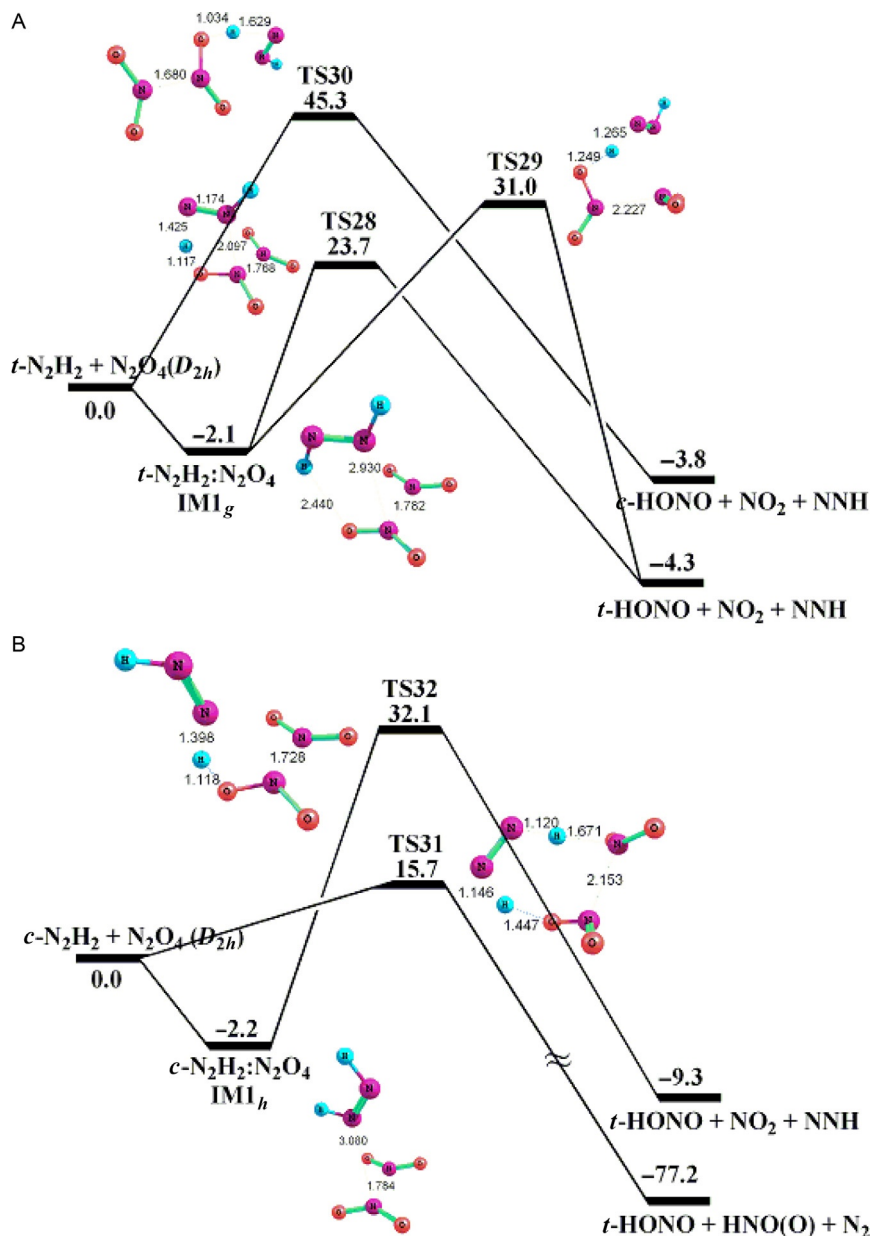 A
1.034 1.629
O H N
O 1.680 N N H
O O
TS30
45.3
H
N N
1.265
H
1.249
O
N 2.227 N O
O
TS29
31.0
1.174 H
N N
1.425
H 2.097 O
N
1.117 O N 1.768 O
O
TS28
23.7
t-N2H2 + N2O4(D2h)
0.0
−2.1
t-N2H2:N2O4
IM1g
H
N N
H 2.930
O N O
2.440 1.782
O N O
−3.8
c-HONO + NO2 + NNH
−4.3
t-HONO + NO2 + NNH
B
H N
N
1.398
H
1.118 O
O N O
1.728
N
O
TS32
32.1
TS31
15.7
N 1.120 H 1.671 N O
N
1.146 2.153
H
1.447 O N
O
c-N2H2 + N2O4 (D2h)
0.0
−2.2
c-N2H2:N2O4
IM1h
H
H N
N
3.080
O N O
1.784
O N O
−9.3
t-HONO + NO2 + NNH
−77.2
t-HONO + HNO(O) + N2